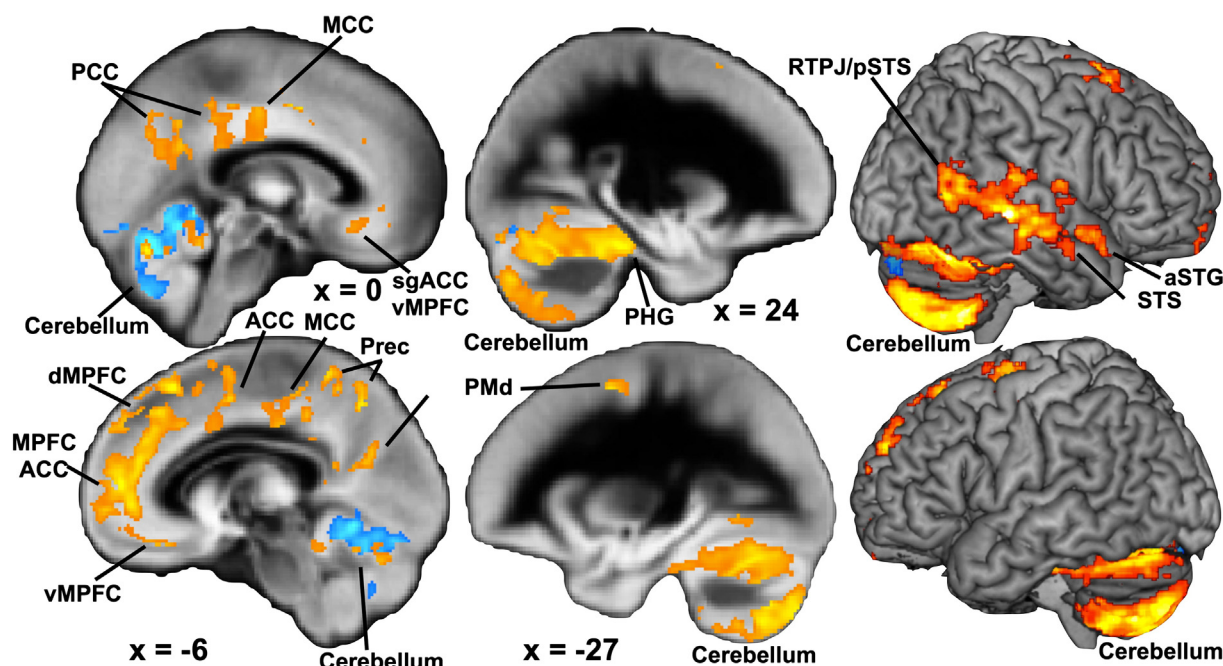 MCC
PCC
sgACC
vMPFC
x = 0
Cerebellum
PHG
x = 24
Cerebellum
RTPJ/pSTS
aSTG
STS
Cerebellum
ACC
MCC
Prec
dMPFC
MPFC
ACC
vMPFC
x = -6
Cerebellum
PMd
x = -27
Cerebellum
Cerebellum